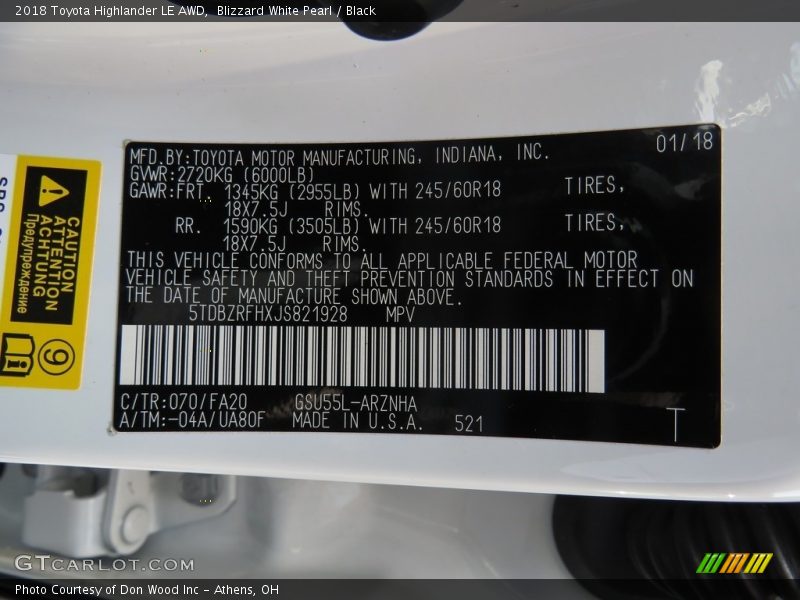 2018 Toyota Highlander LE AWD, Blizzard White Pearl / Black
MFD.BY:TOYOTA MOTOR MANUFACTURING, INDIANA, INC. 01/18
GVWR:2720KG (6000LB)
GAWR:FRT. 1345KG (2955LB) WITH 245/60R18 TIRES,
18X7.5J RIMS.
RR. 1590KG (3505LB) WITH 245/60R18 TIRES,
18X7.5J RIMS.
THIS VEHICLE CONFORMS TO ALL APPLICABLE FEDERAL MOTOR
VEHICLE SAFETY AND THEFT PREVENTION STANDARDS IN EFFECT ON
THE DATE OF MANUFACTURE SHOWN ABOVE.
5TDBZRFHXJS821928 MPV
C/TR:070/FA20 GSU55L-ARZNHA
A/TM:-04A/UA80F MADE IN U.S.A. 521
T
CAUTION
ATTENTION
ACHTUNG
Предупреждение
9
GTCARLOT.COM
Photo Courtesy of Don Wood Inc - Athens, OH